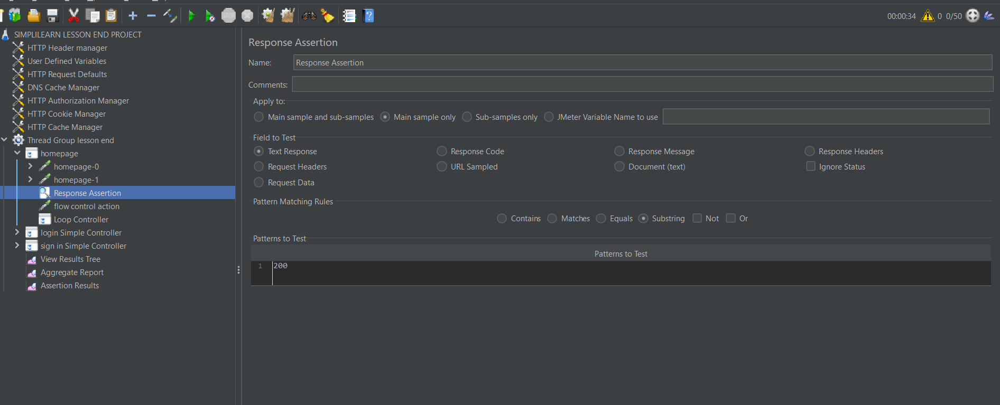 STOP
00:00:34 0 0/50
SIMPLILEARN LESSON END PROJECT
HTTP Header manager
User Defined Variables
HTTP Request Defaults
DNS Cache Manager
HTTP Authorization Manager
HTTP Cookie Manager
HTTP Cache Manager
Thread Group lesson end
homepage
homepage-0
homepage-1
Response Assertion
flow control action
Loop Controller
login Simple Controller
sign in Simple Controller
View Results Tree
Aggregate Report
Assertion Results
Response Assertion
Name: Response Assertion
Comments:
Apply to:
Main sample and sub-samples Main sample only Sub-samples only JMeter Variable Name to use
Field to Test
Text Response Response Code Response Message Response Headers
Request Headers URL Sampled Document (text) Ignore Status
Request Data
Pattern Matching Rules
Contains Matches Equals Substring Not Or
Patterns to Test
Patterns to Test
1 200